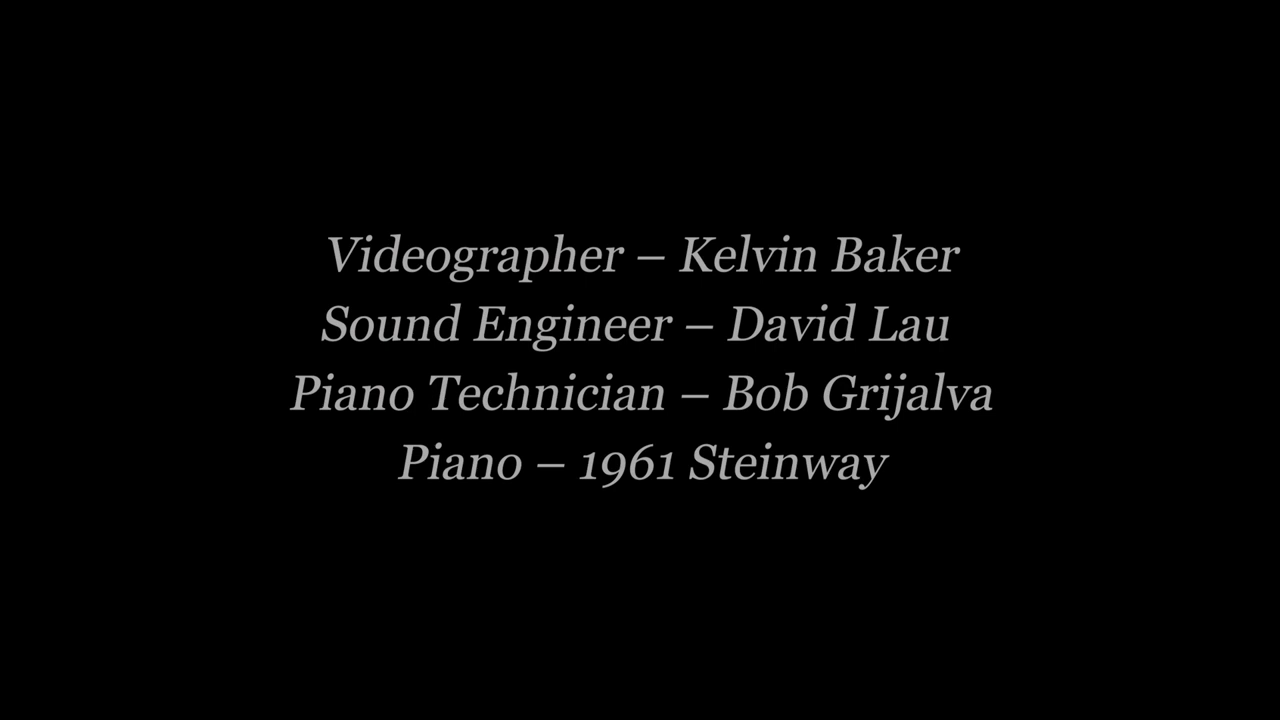 Videographer – Kelvin Baker
Sound Engineer – David Lau
Piano Technician – Bob Grijalva
Piano – 1961 Steinway